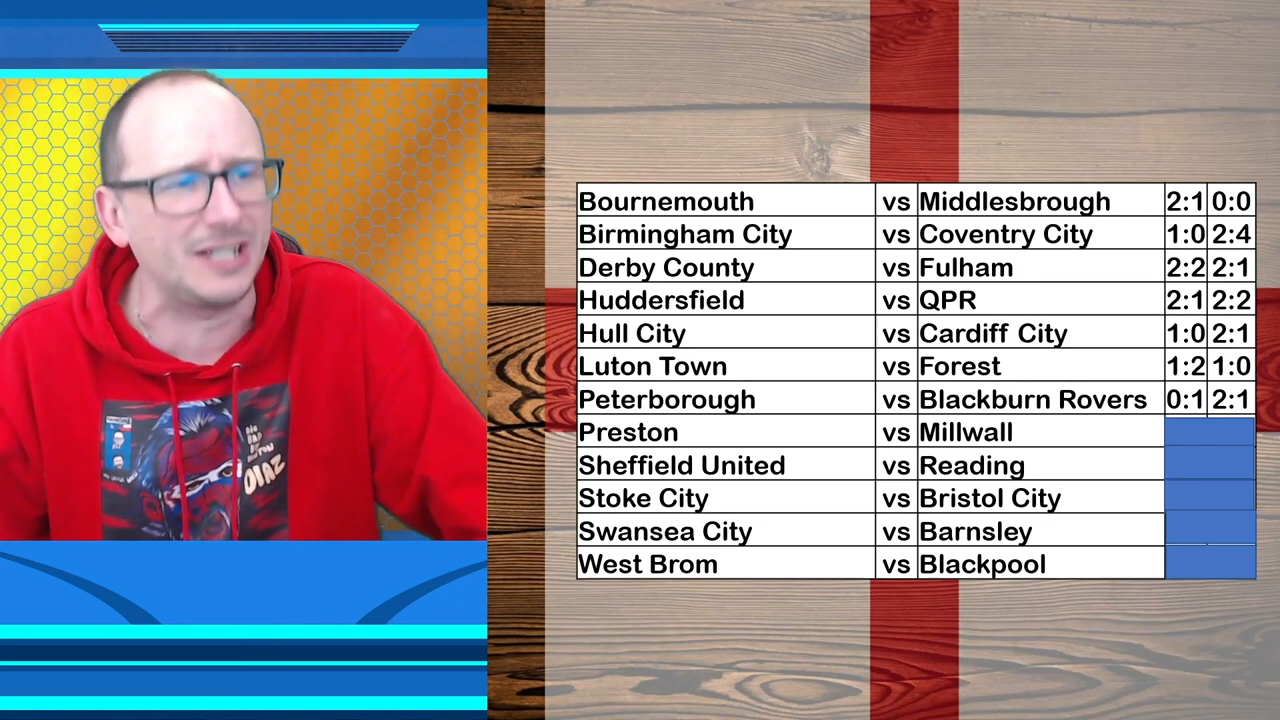 Bournemouth vs Middlesbrough 2:1 0:0
Birmingham City vs Coventry City 1:0 2:4
Derby County vs Fulham 2:2 2:1
Huddersfield vs QPR 2:1 2:2
Hull City vs Cardiff City 1:0 2:1
Luton Town vs Forest 1:2 1:0
Peterborough vs Blackburn Rovers 0:1 2:1
Preston vs Millwall
Sheffield United vs Reading
Stoke City vs Bristol City
Swansea City vs Barnsley
West Brom vs Blackpool
DIAZ